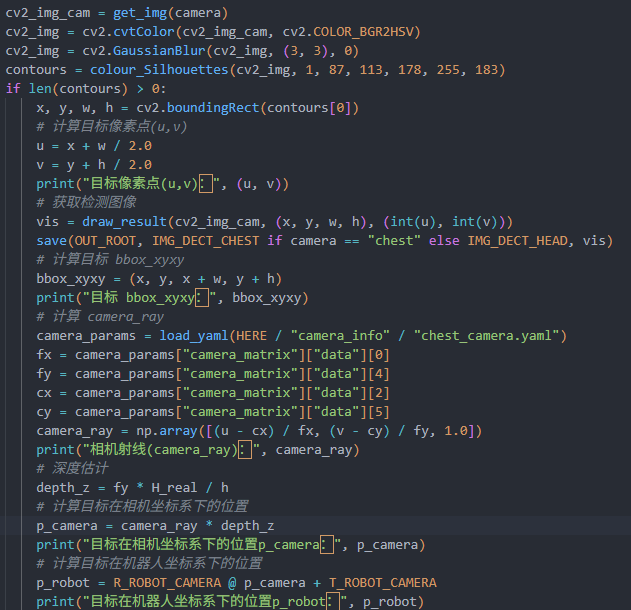 cv2_img_cam = get_img(camera)
cv2_img = cv2.cvtColor(cv2_img_cam, cv2.COLOR_BGR2HSV)
cv2_img = cv2.GaussianBlur(cv2_img, (3, 3), 0)
contours = colour_Silhouettes(cv2_img, 1, 87, 113, 178, 255, 183)
if len(contours) > 0:
    x, y, w, h = cv2.boundingRect(contours[0])
    # 计算目标像素点(u,v)
    u = x + w / 2.0
    v = y + h / 2.0
    print("目标像素点(u,v)：", (u, v))
    # 获取检测图像
    vis = draw_result(cv2_img_cam, (x, y, w, h), (int(u), int(v)))
    save(OUT_ROOT, IMG_DECT_CHEST if camera == "chest" else IMG_DECT_HEAD, vis)
    # 计算目标 bbox_xyxy
    bbox_xyxy = (x, y, x + w, y + h)
    print("目标 bbox_xyxy：", bbox_xyxy)
    # 计算 camera_ray
    camera_params = load_yaml(HERE / "camera_info" / "chest_camera.yaml")
    fx = camera_params["camera_matrix"]["data"][0]
    fy = camera_params["camera_matrix"]["data"][4]
    cx = camera_params["camera_matrix"]["data"][2]
    cy = camera_params["camera_matrix"]["data"][5]
    camera_ray = np.array([(u - cx) / fx, (v - cy) / fy, 1.0])
    print("相机射线(camera_ray)：", camera_ray)
    # 深度估计
    depth_z = fy * H_real / h
    # 计算目标在相机坐标系下的位置
    p_camera = camera_ray * depth_z
    print("目标在相机坐标系下的位置p_camera：", p_camera)
    # 计算目标在机器人坐标系下的位置
    p_robot = R_ROBOT_CAMERA @ p_camera + T_ROBOT_CAMERA
    print("目标在机器人坐标系下的位置p_robot：", p_robot)